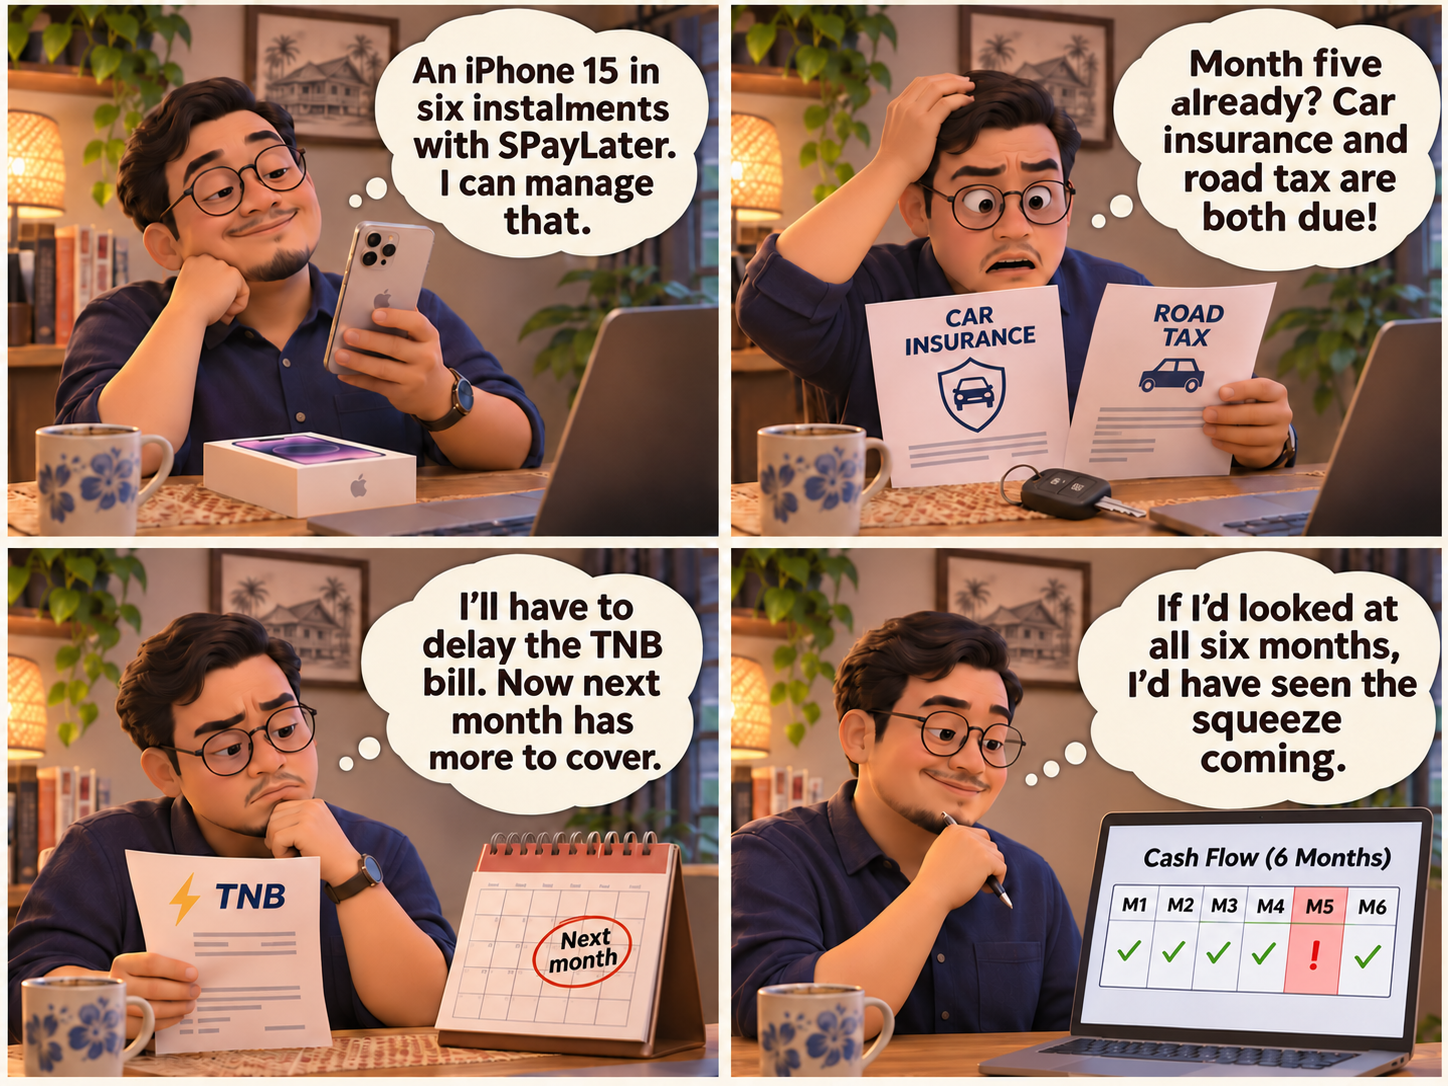 An iPhone 15 in
six instalments
with SPayLater.
I can manage
that.
Month five
already? Car
insurance and
road tax are
both due!
CAR
INSURANCE
ROAD
TAX
I'll have to
delay the TNB
bill. Now next
month has
more to cover.
TNB
Next
month
If I'd looked at
all six months,
I'd have seen the
squeeze
coming.
Cash Flow (6 Months)
M1 M2 M3 M4 M5 M6
!